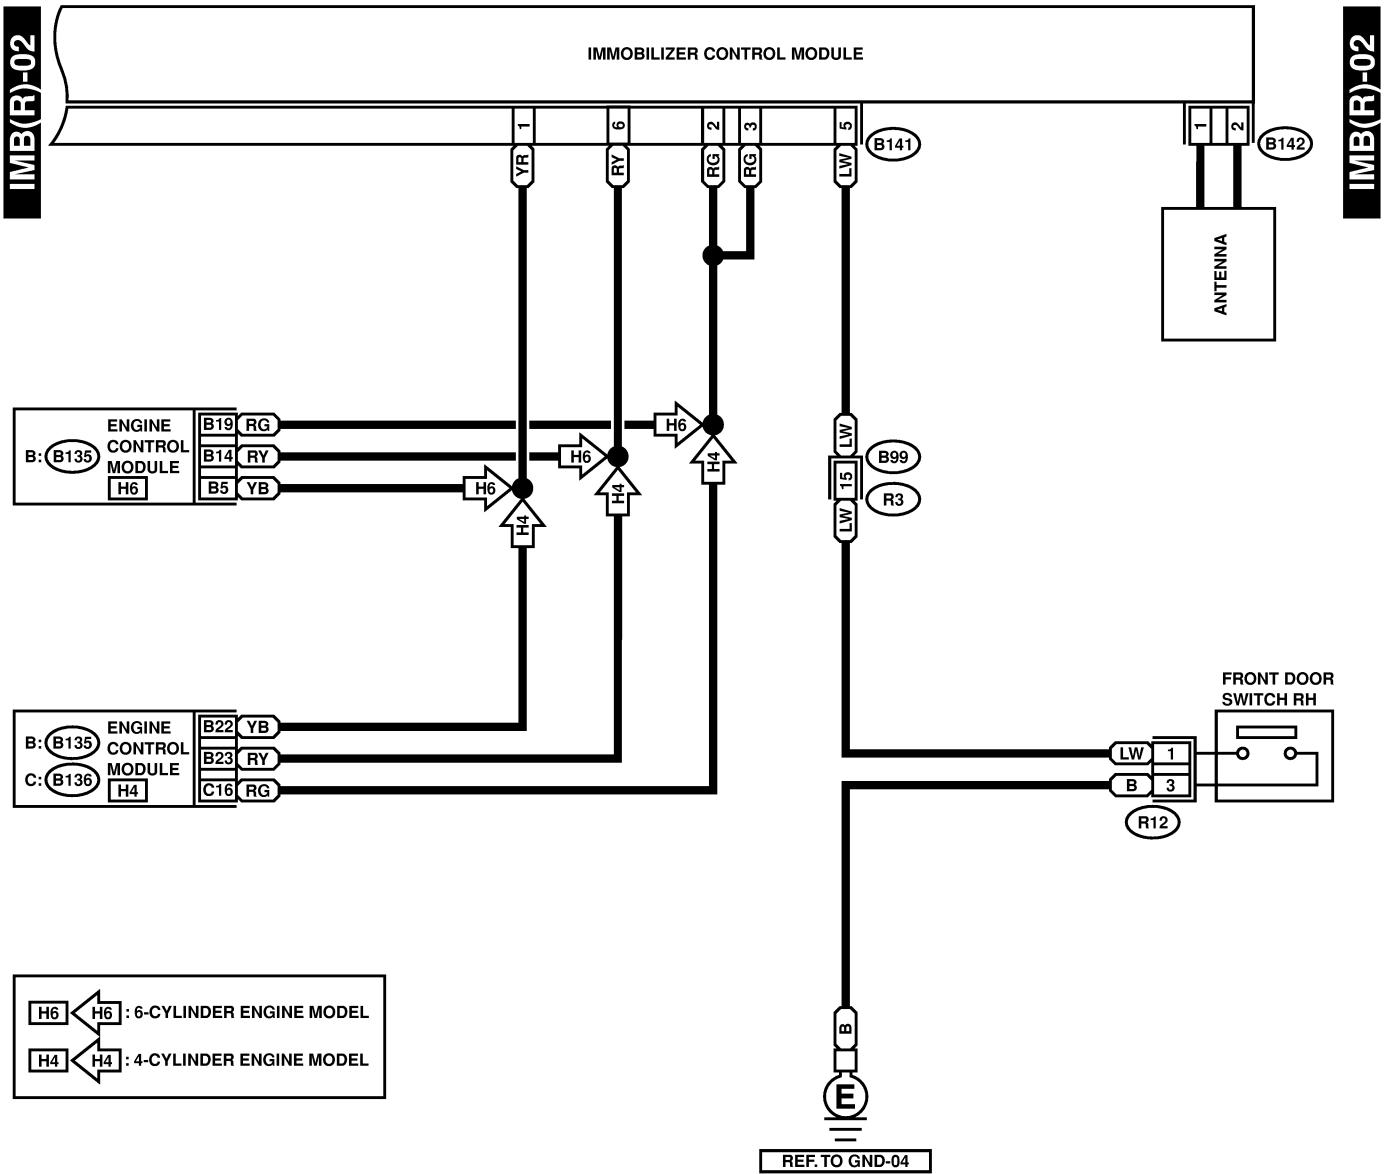 IMB(R)-02
IMB(R)-02
IMMOBILIZER CONTROL MODULE
1
6
2
3
5
B141
1
2
B142
YR
RY
RG
RG
LW
ANTENNA
B: B135
ENGINE
CONTROL
MODULE
H6
B19 RG
B14 RY
B5 YB
H6
H6
H6
H4
H4
H4
LW
B99
15
R3
LW
B: B135
C: B136
ENGINE
CONTROL
MODULE
H4
B22 YB
B23 RY
C16 RG
FRONT DOOR
SWITCH RH
LW 1
B 3
R12
H6 H6 : 6-CYLINDER ENGINE MODEL
H4 H4 : 4-CYLINDER ENGINE MODEL
B
E
REF. TO GND-04